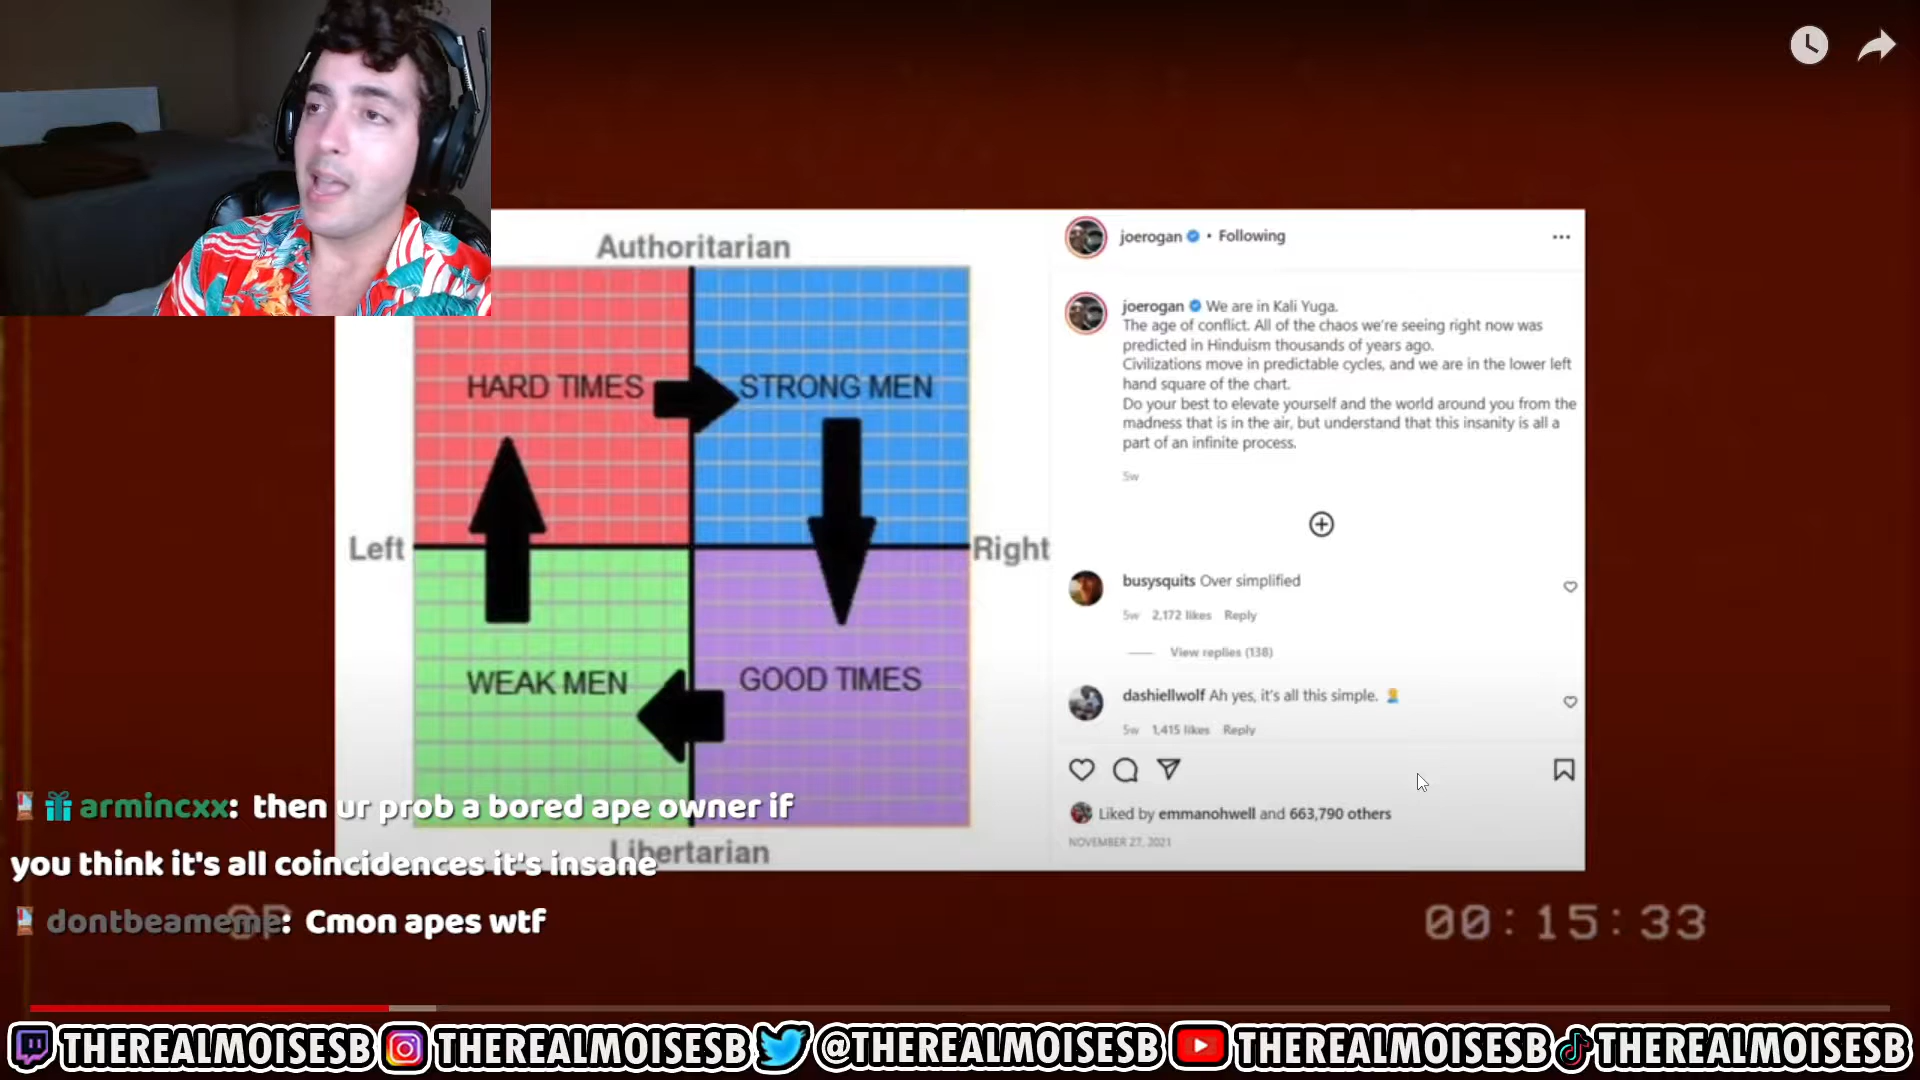 Authoritarian
HARD TIMES
STRONG MEN
Left
Right
WEAK MEN
GOOD TIMES
Libertarian
joerogan • Following
joerogan We are in Kali Yuga.
The age of conflict. All of the chaos we're seeing right now was
predicted in Hinduism thousands of years ago.
Civilizations move in predictable cycles, and we are in the lower left
hand square of the chart.
Do your best to elevate yourself and the world around you from the
madness that is in the air, but understand that this insanity is all a
part of an infinite process.
5w
busysquits Over simplified
5w 2,172 likes Reply
View replies (138)
dashiellwolf Ah yes, it's all this simple.
5w 1,415 likes Reply
Liked by emmanohwell and 663,790 others
NOVEMBER 27, 2021
armincxx: then ur prob a bored ape owner if
you think it's all coincidences it's insane
dontbeameme: Cmon apes wtf
SP
00:15:33
THEREALMOISESB THEREALMOISESB @THEREALMOISESB THEREALMOISESB THEREALMOISESB